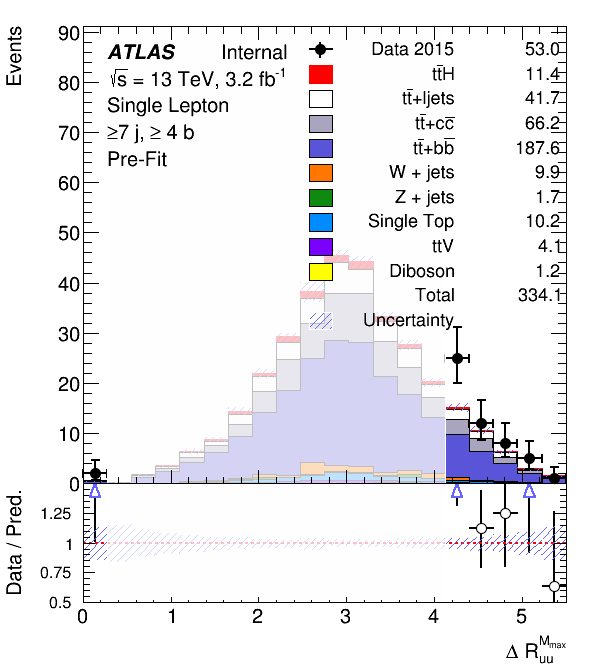 Events
ATLAS Internal
√s = 13 TeV, 3.2 fb⁻¹
Single Lepton
≥7 j, ≥ 4 b
Pre-Fit
Data 2015 53.0
tt̄H 11.4
tt̄+ljets 41.7
tt̄+cc̄ 66.2
tt̄+bb̄ 187.6
W + jets 9.9
Z + jets 1.7
Single Top 10.2
ttV 4.1
Diboson 1.2
Total 334.1
Uncertainty
90
80
70
60
50
40
30
20
10
0
Data / Pred.
1.25
1
0.75
0.5
0 1 2 3 4 5
Δ R_uu^M_max